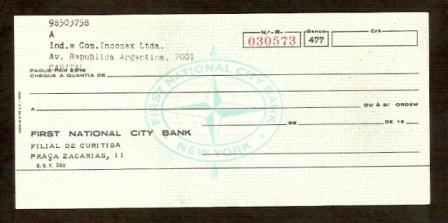 98503758
A
Ind.e Com.Incomex Ltda.
Av. Republica Argentina, 2001
CAPITAL
N.º - R- 030573
Banco 477
Cr$
PAGUE POR ESTE
CHEQUE A QUANTIA DE
A OU À S/ ORDEM
DE DE 19
FIRST NATIONAL CITY BANK
FILIAL DE CURITIBA
PRAÇA ZACARIAS, 11
FIRST NATIONAL CITY BANK
NEW YORK